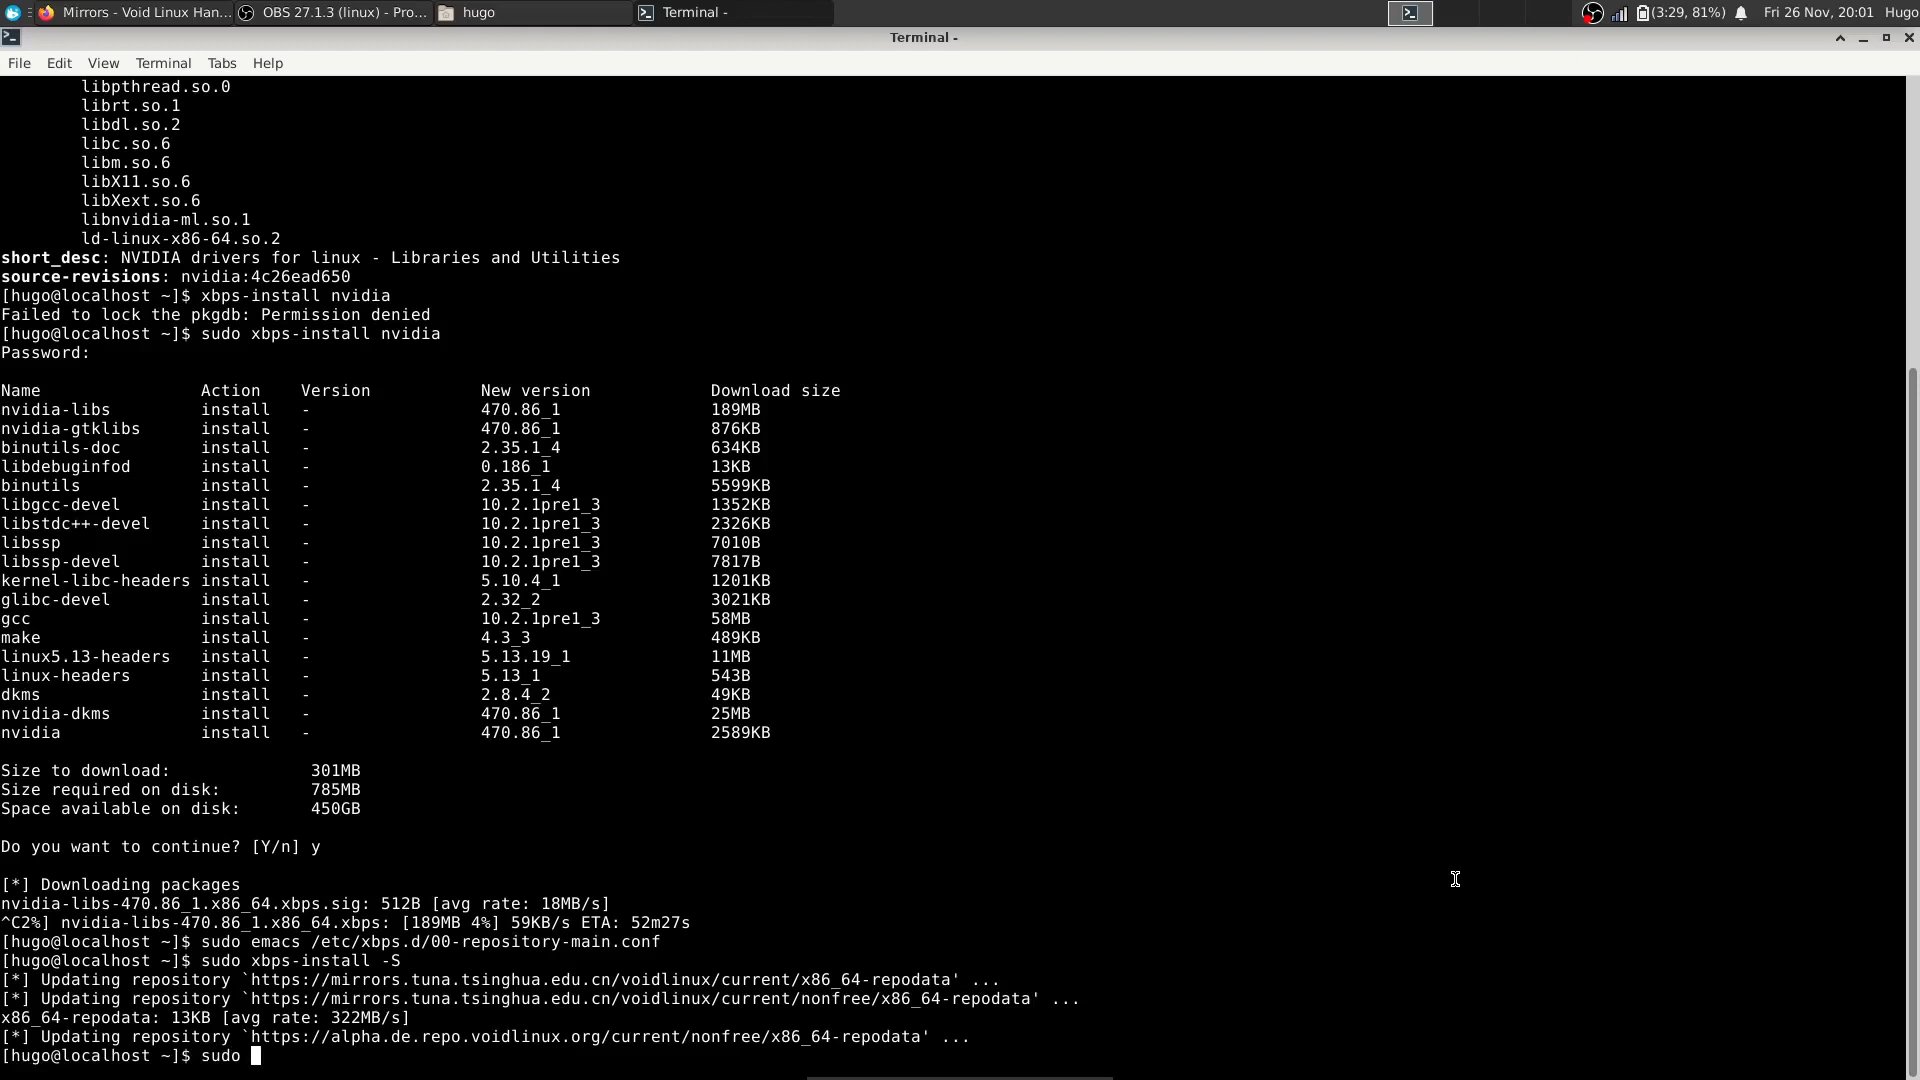 Mirrors - Void Linux Han... OBS 27.1.3 (linux) - Pro... hugo Terminal - (3:29, 81%) Fri 26 Nov, 20:01 Hugo
Terminal -
File Edit View Terminal Tabs Help
libpthread.so.0
librt.so.1
libdl.so.2
libc.so.6
libm.so.6
libX11.so.6
libXext.so.6
libnvidia-ml.so.1
ld-linux-x86-64.so.2
short_desc: NVIDIA drivers for linux - Libraries and Utilities
source-revisions: nvidia:4c26ead650
[hugo@localhost ~]$ xbps-install nvidia
Failed to lock the pkgdb: Permission denied
[hugo@localhost ~]$ sudo xbps-install nvidia
Password:
Name Action Version New version Download size
nvidia-libs install - 470.86_1 189MB
nvidia-gtklibs install - 470.86_1 876KB
binutils-doc install - 2.35.1_4 634KB
libdebuginfod install - 0.186_1 13KB
binutils install - 2.35.1_4 5599KB
libgcc-devel install - 10.2.1pre1_3 1352KB
libstdc++-devel install - 10.2.1pre1_3 2326KB
libssp install - 10.2.1pre1_3 7010B
libssp-devel install - 10.2.1pre1_3 7817B
kernel-libc-headers install - 5.10.4_1 1201KB
glibc-devel install - 2.32_2 3021KB
gcc install - 10.2.1pre1_3 58MB
make install - 4.3_3 489KB
linux5.13-headers install - 5.13.19_1 11MB
linux-headers install - 5.13_1 543B
dkms install - 2.8.4_2 49KB
nvidia-dkms install - 470.86_1 25MB
nvidia install - 470.86_1 2589KB
Size to download: 301MB
Size required on disk: 785MB
Space available on disk: 450GB
Do you want to continue? [Y/n] y
[*] Downloading packages
nvidia-libs-470.86_1.x86_64.xbps.sig: 512B [avg rate: 18MB/s]
^C2%] nvidia-libs-470.86_1.x86_64.xbps: [189MB 4%] 59KB/s ETA: 52m27s
[hugo@localhost ~]$ sudo emacs /etc/xbps.d/00-repository-main.conf
[hugo@localhost ~]$ sudo xbps-install -S
[*] Updating repository `https://mirrors.tuna.tsinghua.edu.cn/voidlinux/current/x86_64-repodata' ...
[*] Updating repository `https://mirrors.tuna.tsinghua.edu.cn/voidlinux/current/nonfree/x86_64-repodata' ...
x86_64-repodata: 13KB [avg rate: 322MB/s]
[*] Updating repository `https://alpha.de.repo.voidlinux.org/current/nonfree/x86_64-repodata' ...
[hugo@localhost ~]$ sudo